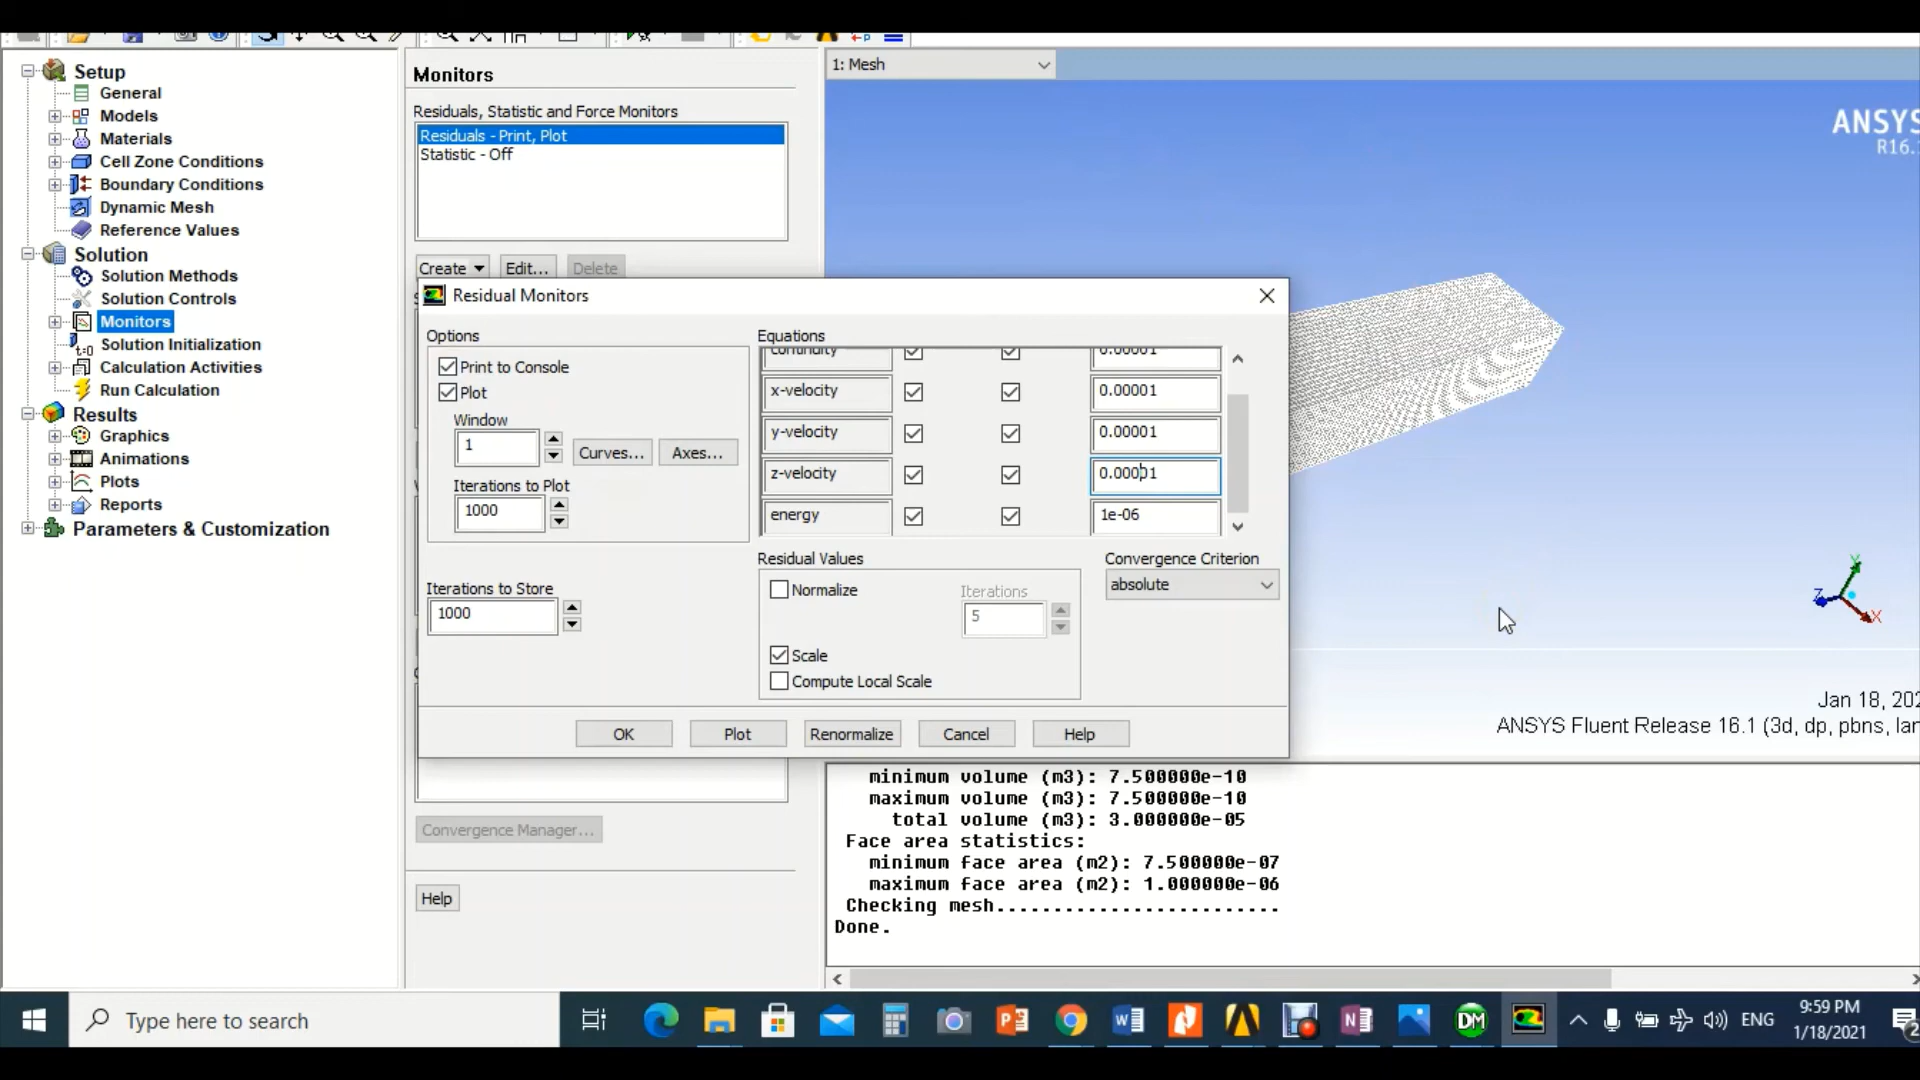 Setup
General
Models
Materials
Cell Zone Conditions
Boundary Conditions
Dynamic Mesh
Reference Values
Solution
Solution Methods
Solution Controls
Monitors
Solution Initialization
Calculation Activities
Run Calculation
Results
Graphics
Animations
Plots
Reports
Parameters & Customization
Monitors
Residuals, Statistic and Force Monitors
Residuals - Print, Plot
Statistic - Off
Create Edit... Delete
Residual Monitors
Options
Print to Console
Plot
Window
1
Curves... Axes...
Iterations to Plot
1000
Iterations to Store
1000
Equations
continuity 0.00001
x-velocity 0.00001
y-velocity 0.00001
z-velocity 0.00001
energy 1e-06
Residual Values
Normalize
Iterations
5
Scale
Compute Local Scale
Convergence Criterion
absolute
OK Plot Renormalize Cancel Help
Convergence Manager...
Help
1: Mesh
ANSYS
R16.
Z Y X
Jan 18, 202
ANSYS Fluent Release 16.1 (3d, dp, pbns, lan
minimum volume (m3): 7.500000e-10
maximum volume (m3): 7.500000e-10
total volume (m3): 3.000000e-05
Face area statistics:
minimum face area (m2): 7.500000e-07
maximum face area (m2): 1.000000e-06
Checking mesh.........................
Done.
Type here to search
DM
ENG
9:59 PM
1/18/2021
2